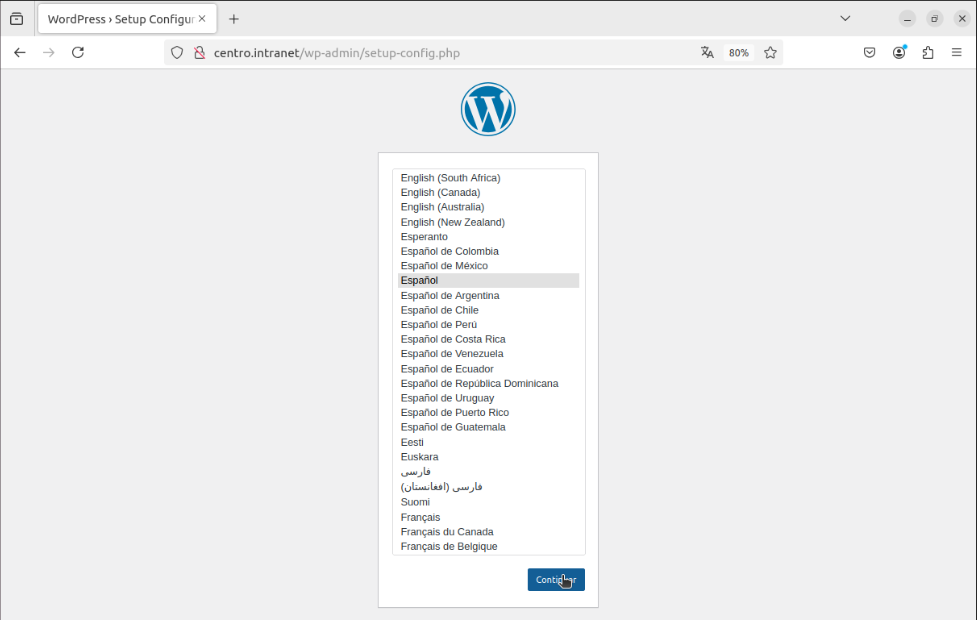 WordPress › Setup Configur
centro.intranet/wp-admin/setup-config.php
80%
English (South Africa)
English (Canada)
English (Australia)
English (New Zealand)
Esperanto
Español de Colombia
Español de México
Español
Español de Argentina
Español de Chile
Español de Perú
Español de Costa Rica
Español de Venezuela
Español de Ecuador
Español de República Dominicana
Español de Uruguay
Español de Puerto Rico
Español de Guatemala
Eesti
Euskara
فارسی
(فارسی (افغانستان
Suomi
Français
Français du Canada
Français de Belgique